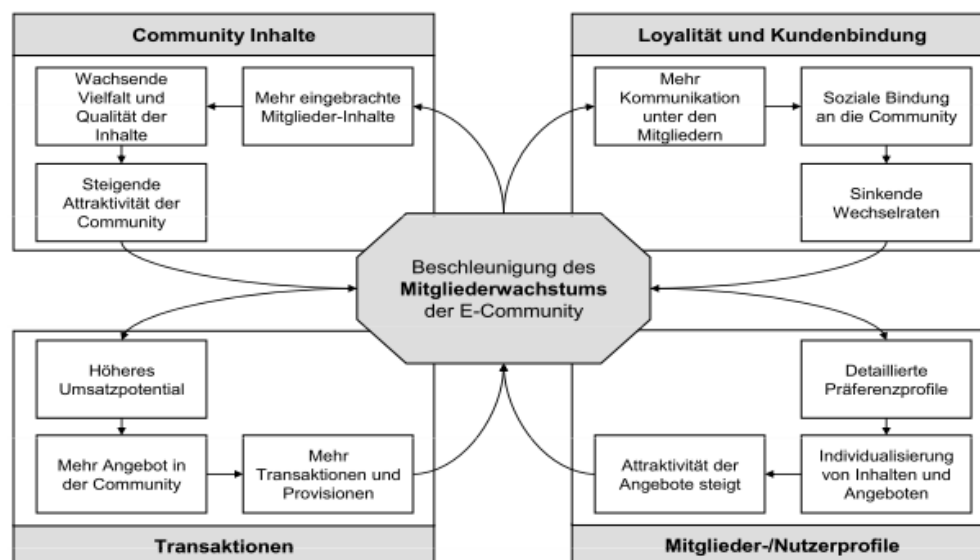 Community Inhalte
Wachsende
Vielfalt und
Qualität der
Inhalte
Mehr eingebrachte
Mitglieder-Inhalte
Steigende
Attraktivität der
Community
Loyalität und Kundenbindung
Mehr
Kommunikation
unter den
Mitgliedern
Soziale Bindung
an die Community
Sinkende
Wechselraten
Beschleunigung des
Mitgliederwachstums
der E-Community
Höheres
Umsatzpotential
Mehr Angebot in
der Community
Mehr
Transaktionen und
Provisionen
Transaktionen
Detaillierte
Präferenzprofile
Attraktivität der
Angebote steigt
Individualisierung
von Inhalten und
Angeboten
Mitglieder-/Nutzerprofile